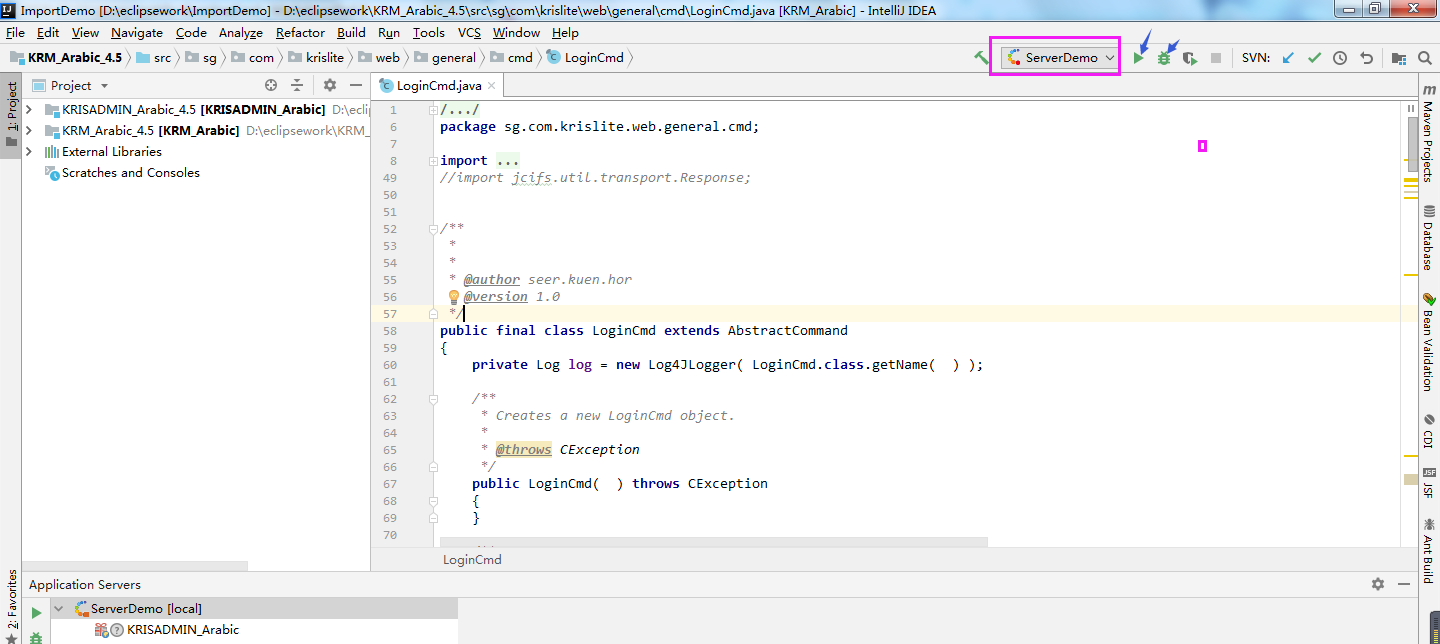 ImportDemo [D:\eclipsework\ImportDemo] - D:\eclipsework\KRM_Arabic_4.5\src\sg\com\krislite\web\general\cmd\LoginCmd.java [KRM_Arabic] - IntelliJ IDEA
File Edit View Navigate Code Analyze Refactor Build Run Tools VCS Window Help
KRM_Arabic_4.5 src sg com krislite web general cmd LoginCmd ServerDemo SVN:
1: Project
Project
KRISADMIN_Arabic_4.5 [KRISADMIN_Arabic] D:\ecli
KRM_Arabic_4.5 [KRM_Arabic] D:\eclipsework\KRM_
External Libraries
Scratches and Consoles
LoginCmd.java
1 /.../
6 package sg.com.krislite.web.general.cmd;
7
8 import ...
49 //import jcifs.util.transport.Response;
50
51
52 /**
53 *
54 *
55 * @author seer.kuen.hor
56 @version 1.0
57 */
58 public final class LoginCmd extends AbstractCommand
59 {
60 private Log log = new Log4JLogger( LoginCmd.class.getName(  ) );
61
62 /**
63 * Creates a new LoginCmd object.
64 *
65 * @throws CException
66 */
67 public LoginCmd(  ) throws CException
68 {
69 }
70
LoginCmd
Maven Projects
Database
Bean Validation
CDI
JSF
JSF
Ant Build
2: Favorites
Application Servers
ServerDemo [local]
KRISADMIN_Arabic